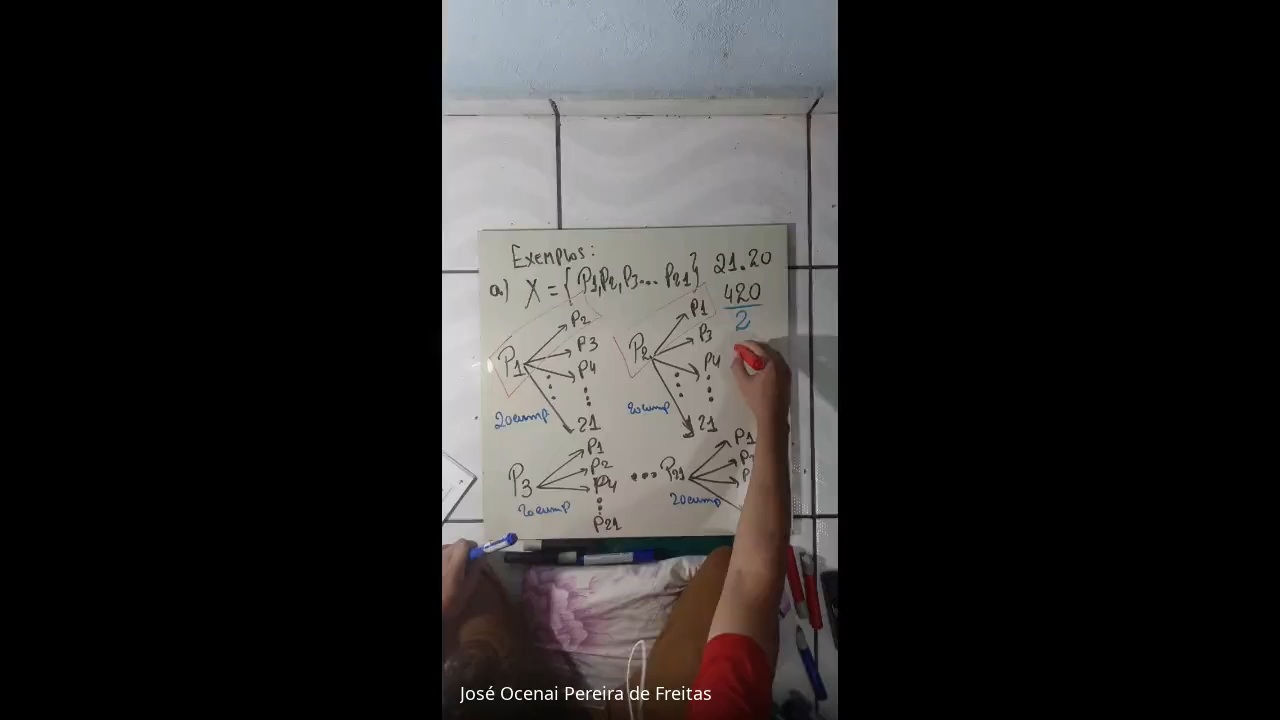 Exemplos:
a) X = {P1, P2, P3... P21} 21.20
420
2
P1 P2
P3
P4
21
20 cump
P2 P1
P3
P4
21
20 cump
P3 P1
P2
P4
P21
20 cump
... P21 P1
20 cump
José Ocenai Pereira de Freitas